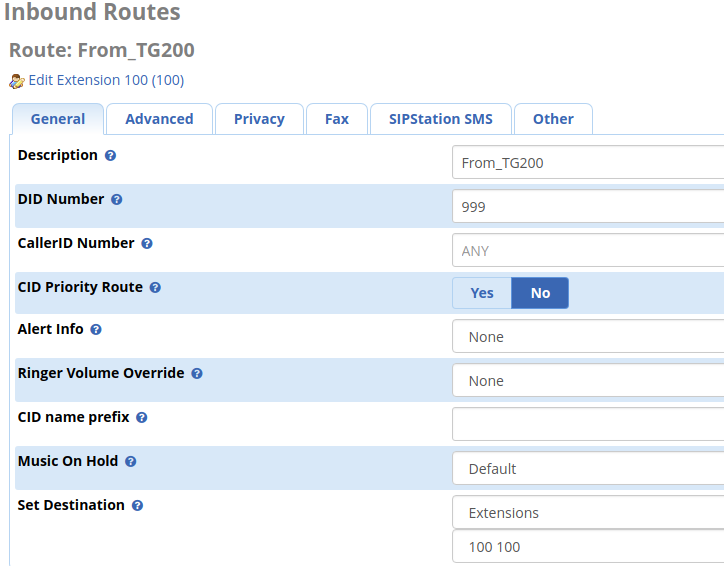 Inbound Routes
Route: From_TG200
Edit Extension 100 (100)
General Advanced Privacy Fax SIPStation SMS Other
Description From_TG200
DID Number 999
CallerID Number ANY
CID Priority Route Yes No
Alert Info None
Ringer Volume Override None
CID name prefix
Music On Hold Default
Set Destination Extensions
100 100